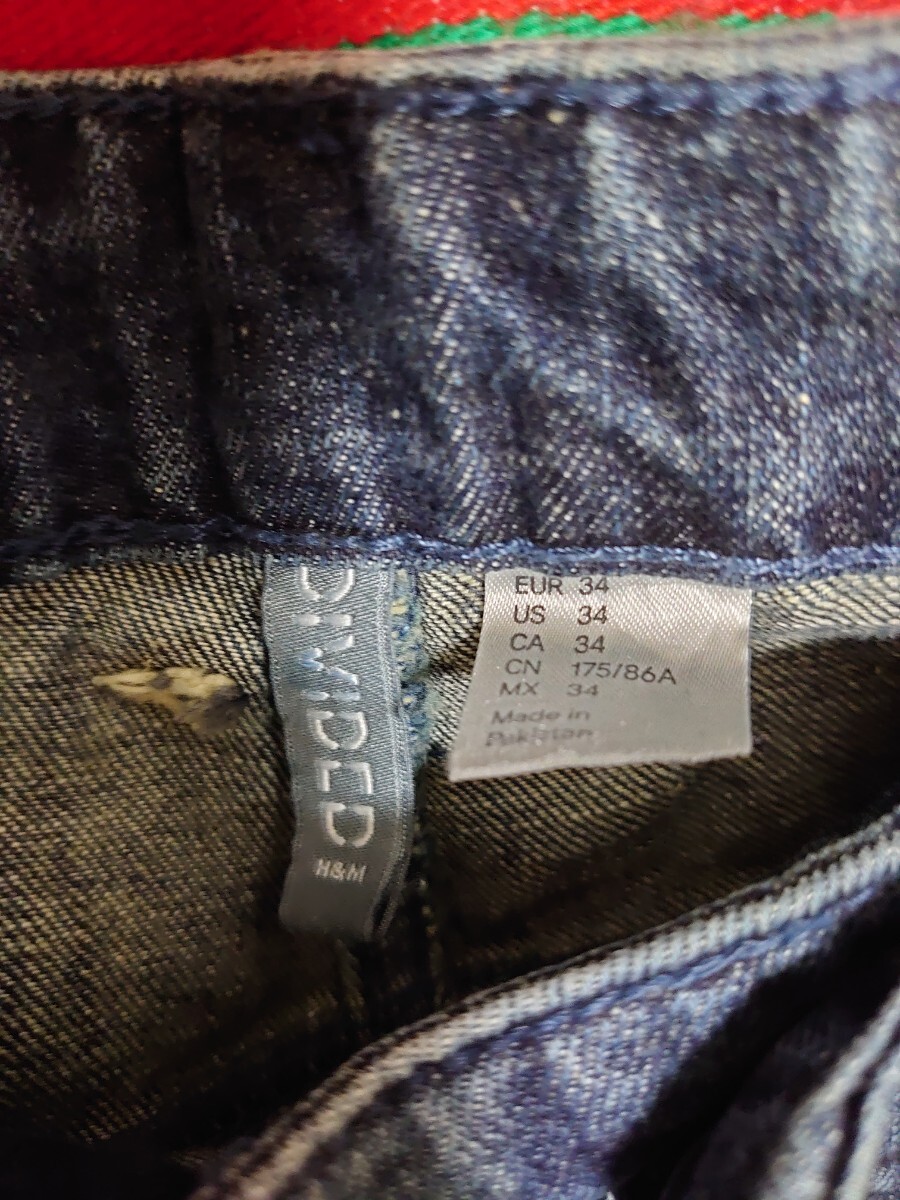 DIVIDED
H&M
EUR 34
US 34
CA 34
CN 175/86A
MX 34
Made in
Pakistan